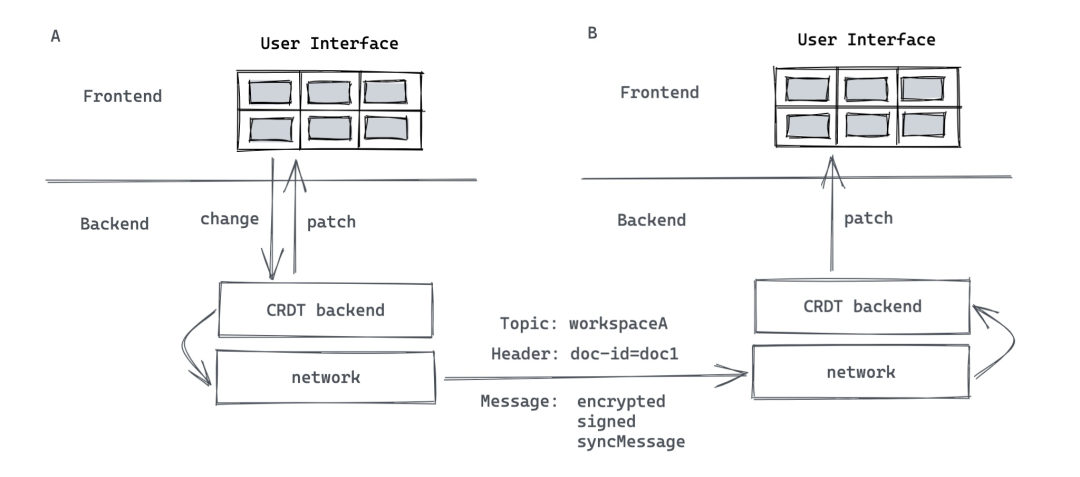 A
User Interface
Frontend
Backend
change
patch
CRDT backend
network
Topic: workspaceA
Header: doc-id=doc1
Message: encrypted
signed
syncMessage
B
User Interface
Frontend
Backend
patch
CRDT backend
network